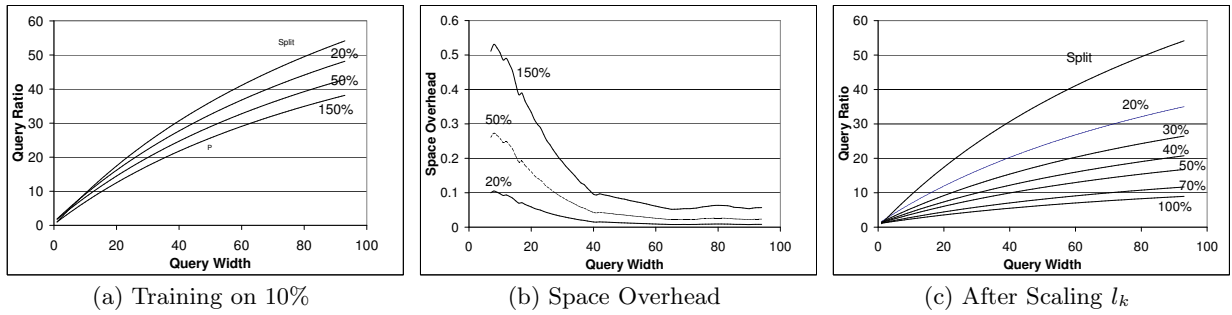 60
50
40
30
20
10
0
Query Ratio
Split
20%
50%
150%
P
0 20 40 60 80 100
Query Width
(a) Training on 10%
0.6
0.5
0.4
0.3
0.2
0.1
0
Space Overhead
150%
50%
20%
0 20 40 60 80 100
Query Width
(b) Space Overhead
60
50
40
30
20
10
0
Query Ratio
Split
20%
30%
40%
50%
70%
100%
0 20 40 60 80 100
Query Width
(c) After Scaling l_k